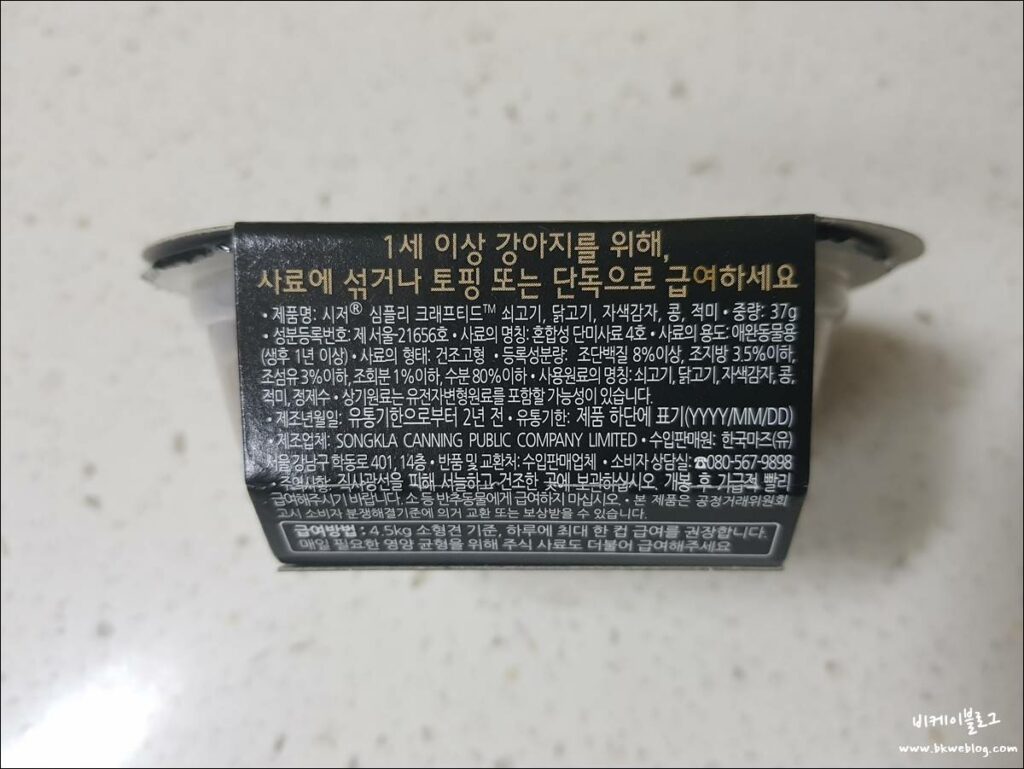 1세 이상 강아지를 위해,
사료에 섞거나 토핑 또는 단독으로 급여하세요
• 제품명: 시저® 심플리 크래프티드™ 쇠고기, 닭고기, 자색감자, 콩, 적미 • 중량: 37g
• 성분등록번호: 제 서울-21656호 • 사료의 명칭: 혼합성 단미사료 4호 • 사료의 용도: 애완동물용
(생후 1년 이상) • 사료의 형태: 건조고형 • 등록성분량: 조단백질 8%이상, 조지방 3.5%이하,
조섬유 3%이하, 조회분 1%이하, 수분 80%이하 • 사용원료의 명칭: 쇠고기, 닭고기, 자색감자, 콩,
적미, 정제수 • 상기원료는 유전자변형원료를 포함할 가능성이 있습니다.
• 제조년월일: 유통기한으로부터 2년 전 • 유통기한: 제품 하단에 표기(YYYY/MM/DD)
• 제조업체: SONGKLA CANNING PUBLIC COMPANY LIMITED • 수입판매원: 한국마즈(유)
서울 강남구 학동로 401, 14층 • 반품 및 교환처: 수입판매업체 • 소비자 상담실: ☎080-567-9898
• 주의사항: 직사광선을 피해 서늘하고 건조한 곳에 보관하십시오. 개봉 후 가급적 빨리
급여해주시기 바랍니다. 소 등 반추동물에게 급여하지 마십시오. • 본 제품은 공정거래위원회
고시 소비자 분쟁해결기준에 의거 교환 또는 보상받을 수 있습니다.
급여방법 : 4.5kg 소형견 기준, 하루에 최대 한 컵 급여를 권장합니다.
매일 필요한 영양 균형을 위해 주식 사료도 더불어 급여해주세요
비케이블로그
www.bkweblog.com